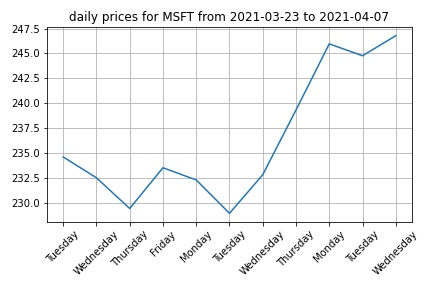 daily prices for MSFT from 2021-03-23 to 2021-04-07
247.5
245.0
242.5
240.0
237.5
235.0
232.5
230.0
Tuesday
Wednesday
Thursday
Friday
Monday
Tuesday
Wednesday
Thursday
Monday
Tuesday
Wednesday